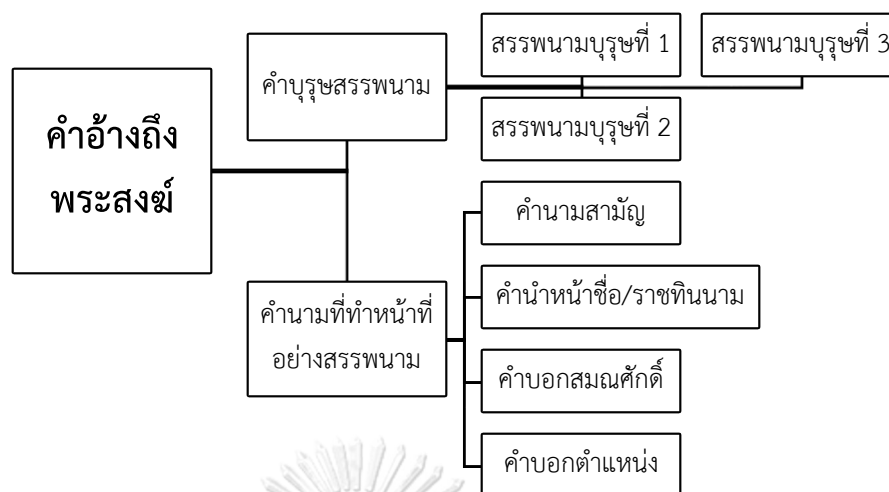 คำอ้างถึง
พระสงฆ์
คำบุรุษสรรพนาม
สรรพนามบุรุษที่ 1
สรรพนามบุรุษที่ 3
สรรพนามบุรุษที่ 2
คำนามที่ทำหน้าที่
อย่างสรรพนาม
คำนามสามัญ
คำนำหน้าชื่อ/ราชทินนาม
คำบอกสมณศักดิ์
คำบอกตำแหน่ง